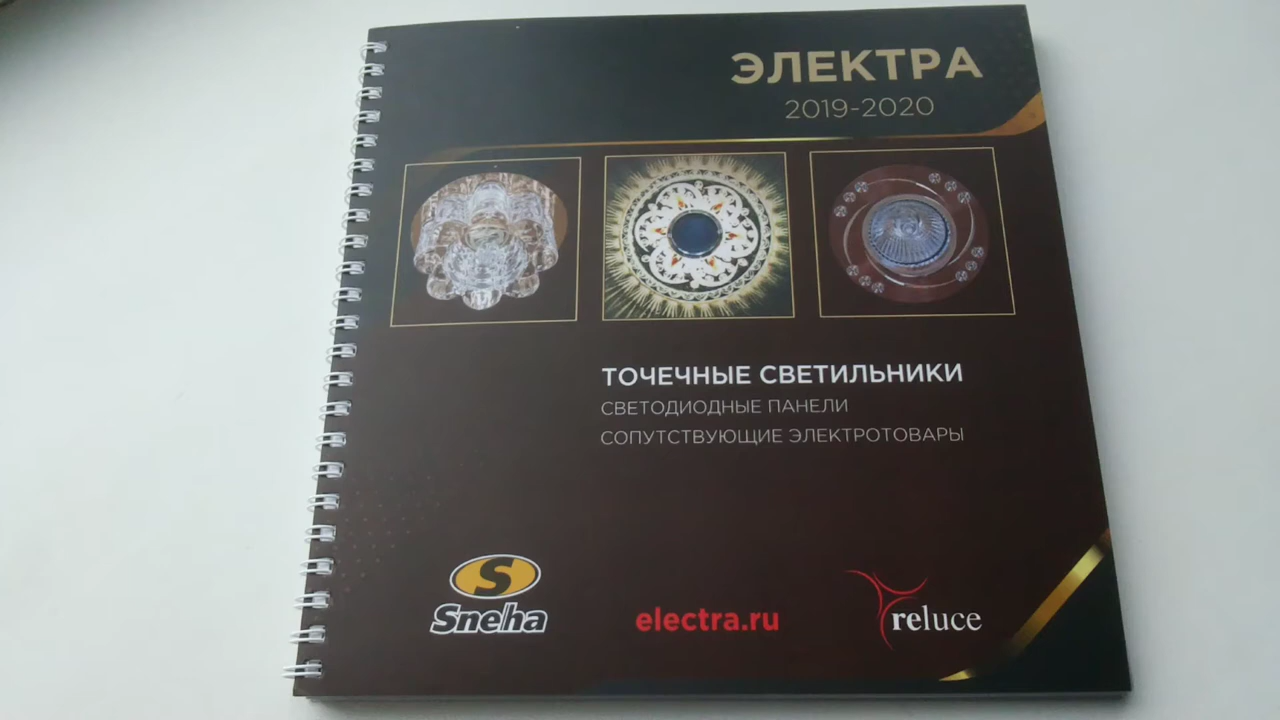 ЭЛЕКТРА
2019-2020
ТОЧЕЧНЫЕ СВЕТИЛЬНИКИ
СВЕТОДИОДНЫЕ ПАНЕЛИ
СОПУТСТВУЮЩИЕ ЭЛЕКТРОТОВАРЫ
S
Sneha
electra.ru
reluce